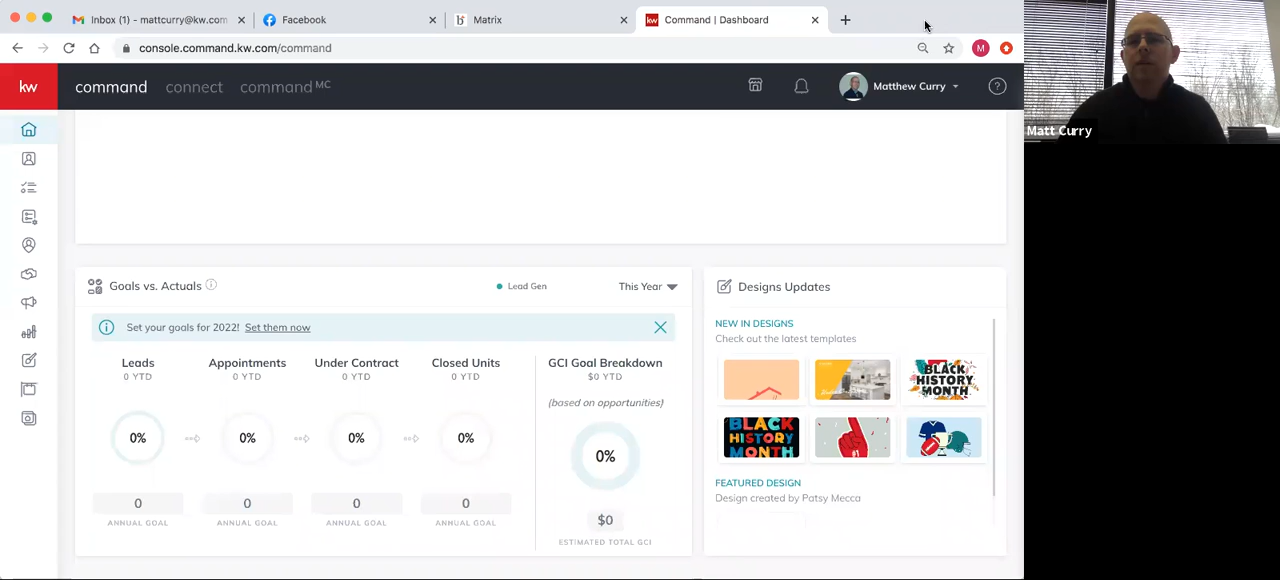 Inbox (1) - mattcurry@kw.com
Facebook
Matrix
kw
Command | Dashboard
console.command.kw.com/command
M
kw
command
connect
command MC
Matthew Curry
?
Matt Curry
Goals vs. Actuals
Lead Gen
This Year
Set your goals for 2022! Set them now
Leads
0 YTD
Appointments
0 YTD
Under Contract
0 YTD
Closed Units
0 YTD
GCI Goal Breakdown
$0 YTD
(based on opportunities)
0%
0%
0%
0%
0%
0
0
0
0
ANNUAL GOAL
ANNUAL GOAL
ANNUAL GOAL
ANNUAL GOAL
$0
ESTIMATED TOTAL GCI
Designs Updates
NEW IN DESIGNS
Check out the latest templates
BLACK
HISTORY
MONTH
BLACK
HISTORY
MONTH
#1
FEATURED DESIGN
Design created by Patsy Mecca